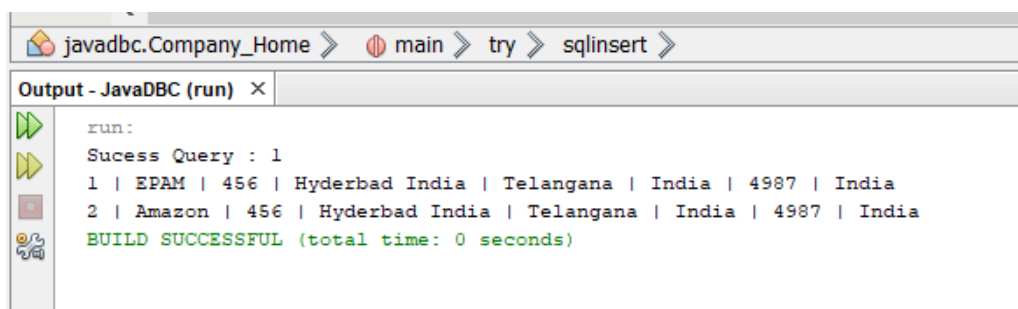 javadbc.Company_Home main try sqlinsert
Output - JavaDBC (run) ×
run:
Sucess Query : 1
1 | EPAM | 456 | Hyderbad India | Telangana | India | 4987 | India
2 | Amazon | 456 | Hyderbad India | Telangana | India | 4987 | India
BUILD SUCCESSFUL (total time: 0 seconds)